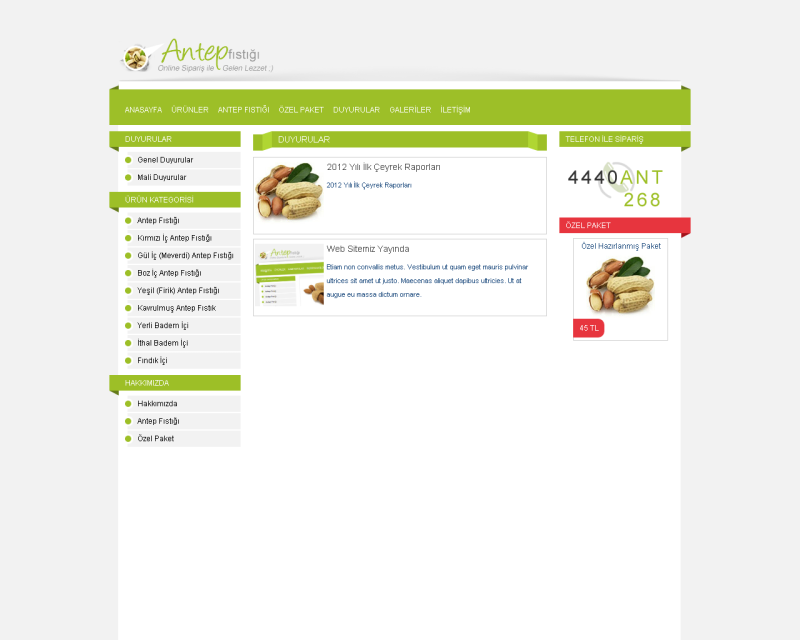 Antep fıstığı
Online Sipariş ile Gelen Lezzet ;)
ANASAYFA ÜRÜNLER ANTEP FISTIĞI ÖZEL PAKET DUYURULAR GALERİLER İLETİŞİM
DUYURULAR
Genel Duyurular
Mali Duyurular
ÜRÜN KATEGORİSİ
Antep Fıstığı
Kırmızı İç Antep Fıstığı
Gül İç (Meverdi) Antep Fıstığı
Boz İç Antep Fıstığı
Yeşil (Firik) Antep Fıstığı
Kavrulmuş Antep Fıstık
Yerli Badem İçi
İthal Badem İçi
Fındık İçi
HAKKIMIZDA
Hakkımızda
Antep Fıstığı
Özel Paket
DUYURULAR
2012 Yılı İlk Çeyrek Raporları
2012 Yılı İlk Çeyrek Raporları
Web Sitemiz Yayında
Etiam non convallis metus. Vestibulum ut quam eget mauris pulvinar
ultrices sit amet ut justo. Maecenas aliquet dapibus ultricies. Ut at
augue eu massa dictum ornare.
TELEFON İLE SİPARİŞ
4440ANT
268
ÖZEL PAKET
Özel Hazırlanmış Paket
45 TL